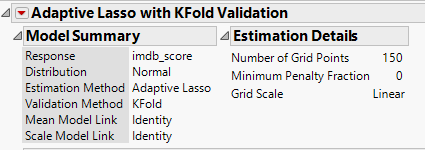 Adaptive Lasso with KFold Validation
Model Summary
Response imdb_score
Distribution Normal
Estimation Method Adaptive Lasso
Validation Method KFold
Mean Model Link Identity
Scale Model Link Identity
Estimation Details
Number of Grid Points 150
Minimum Penalty Fraction 0
Grid Scale Linear